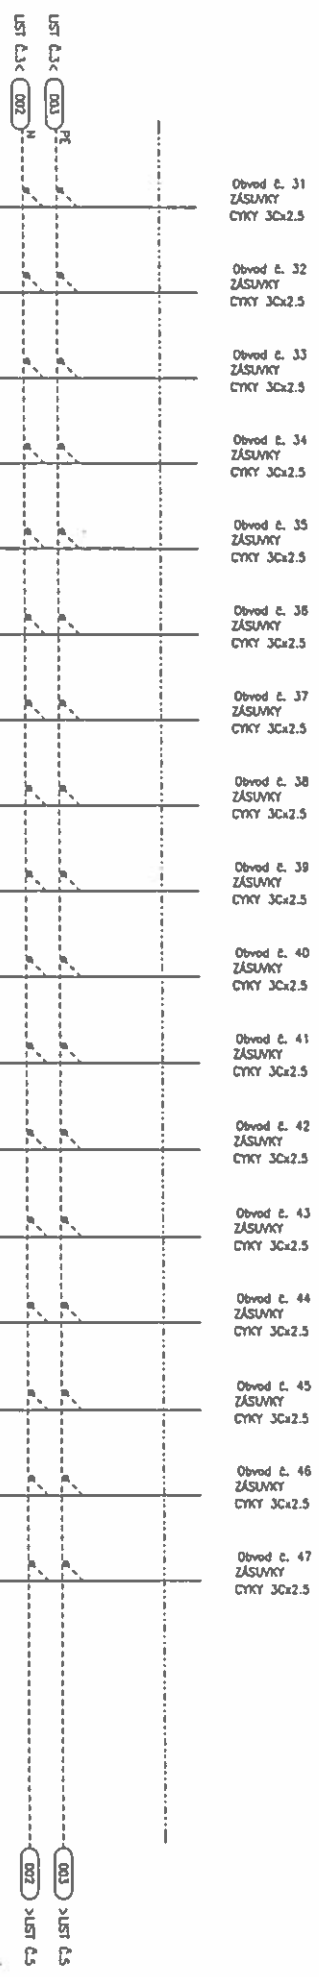 LIST Č.3<
002
N
LIST Č.3<
003
PE
Obvod č. 31
ZÁSUVKY
CYKY 3Cx2.5
Obvod č. 32
ZÁSUVKY
CYKY 3Cx2.5
Obvod č. 33
ZÁSUVKY
CYKY 3Cx2.5
Obvod č. 34
ZÁSUVKY
CYKY 3Cx2.5
Obvod č. 35
ZÁSUVKY
CYKY 3Cx2.5
Obvod č. 36
ZÁSUVKY
CYKY 3Cx2.5
Obvod č. 37
ZÁSUVKY
CYKY 3Cx2.5
Obvod č. 38
ZÁSUVKY
CYKY 3Cx2.5
Obvod č. 39
ZÁSUVKY
CYKY 3Cx2.5
Obvod č. 40
ZÁSUVKY
CYKY 3Cx2.5
Obvod č. 41
ZÁSUVKY
CYKY 3Cx2.5
Obvod č. 42
ZÁSUVKY
CYKY 3Cx2.5
Obvod č. 43
ZÁSUVKY
CYKY 3Cx2.5
Obvod č. 44
ZÁSUVKY
CYKY 3Cx2.5
Obvod č. 45
ZÁSUVKY
CYKY 3Cx2.5
Obvod č. 46
ZÁSUVKY
CYKY 3Cx2.5
Obvod č. 47
ZÁSUVKY
CYKY 3Cx2.5
002
>LIST Č.5
003
>LIST Č.5